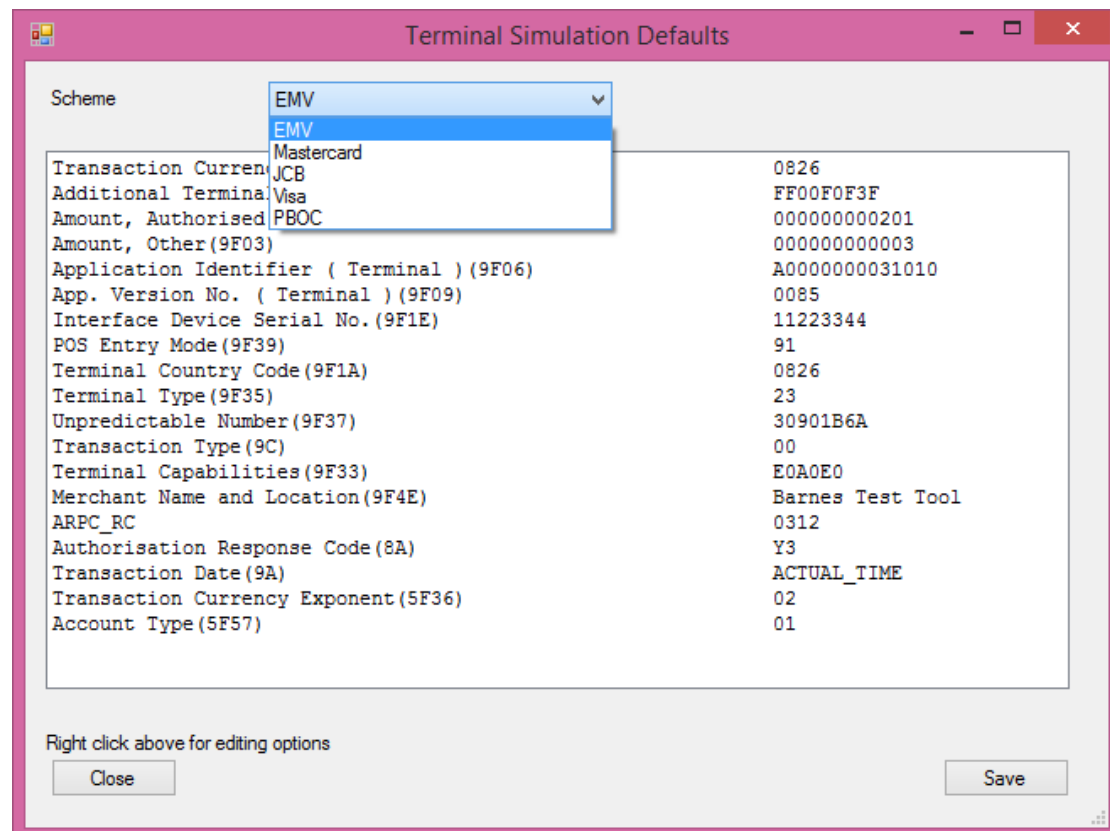 Terminal Simulation Defaults
Scheme
EMV
EMV
Mastercard
JCB
Visa
PBOC
Transaction Curren 0826
Additional Termina FF00F0F3F
Amount, Authorised 000000000201
Amount, Other(9F03) 000000000003
Application Identifier ( Terminal )(9F06) A0000000031010
App. Version No. ( Terminal )(9F09) 0085
Interface Device Serial No.(9F1E) 11223344
POS Entry Mode(9F39) 91
Terminal Country Code(9F1A) 0826
Terminal Type(9F35) 23
Unpredictable Number(9F37) 30901B6A
Transaction Type(9C) 00
Terminal Capabilities(9F33) E0A0E0
Merchant Name and Location(9F4E) Barnes Test Tool
ARPC_RC 0312
Authorisation Response Code(8A) Y3
Transaction Date(9A) ACTUAL_TIME
Transaction Currency Exponent(5F36) 02
Account Type(5F57) 01
Right click above for editing options
Close Save